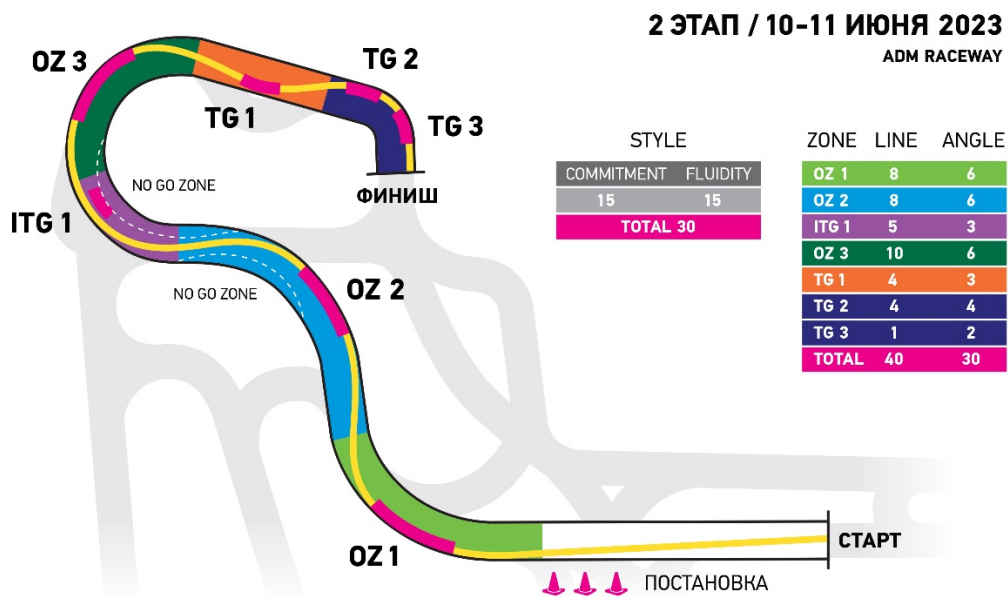 2 ЭТАП / 10-11 ИЮНЯ 2023
ADM RACEWAY
OZ 3
TG 2
TG 1
TG 3
NO GO ZONE
ФИНИШ
ITG 1
NO GO ZONE
OZ 2
OZ 1
СТАРТ
ПОСТАНОВКА
STYLE
COMMITMENT FLUIDITY
15 15
TOTAL 30
ZONE LINE ANGLE
OZ 1 8 6
OZ 2 8 6
ITG 1 5 3
OZ 3 10 6
TG 1 4 3
TG 2 4 4
TG 3 1 2
TOTAL 40 30